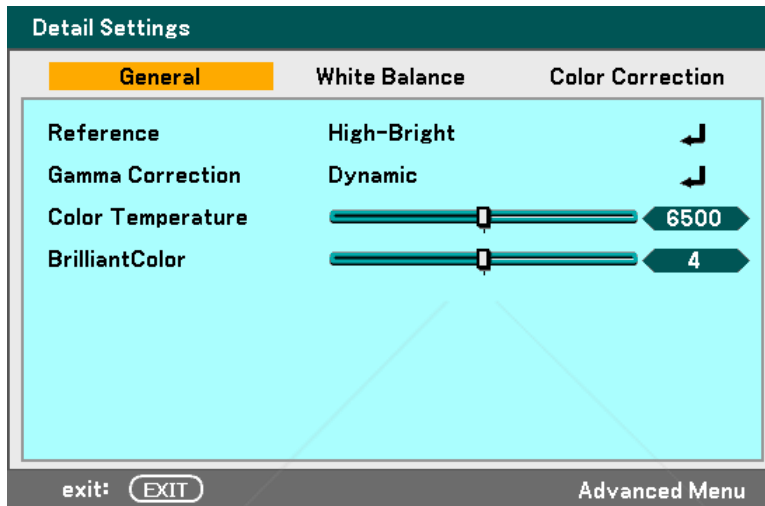 Detail Settings
General White Balance Color Correction
Reference High-Bright
Gamma Correction Dynamic
Color Temperature 6500
BrilliantColor 4
exit: EXIT Advanced Menu